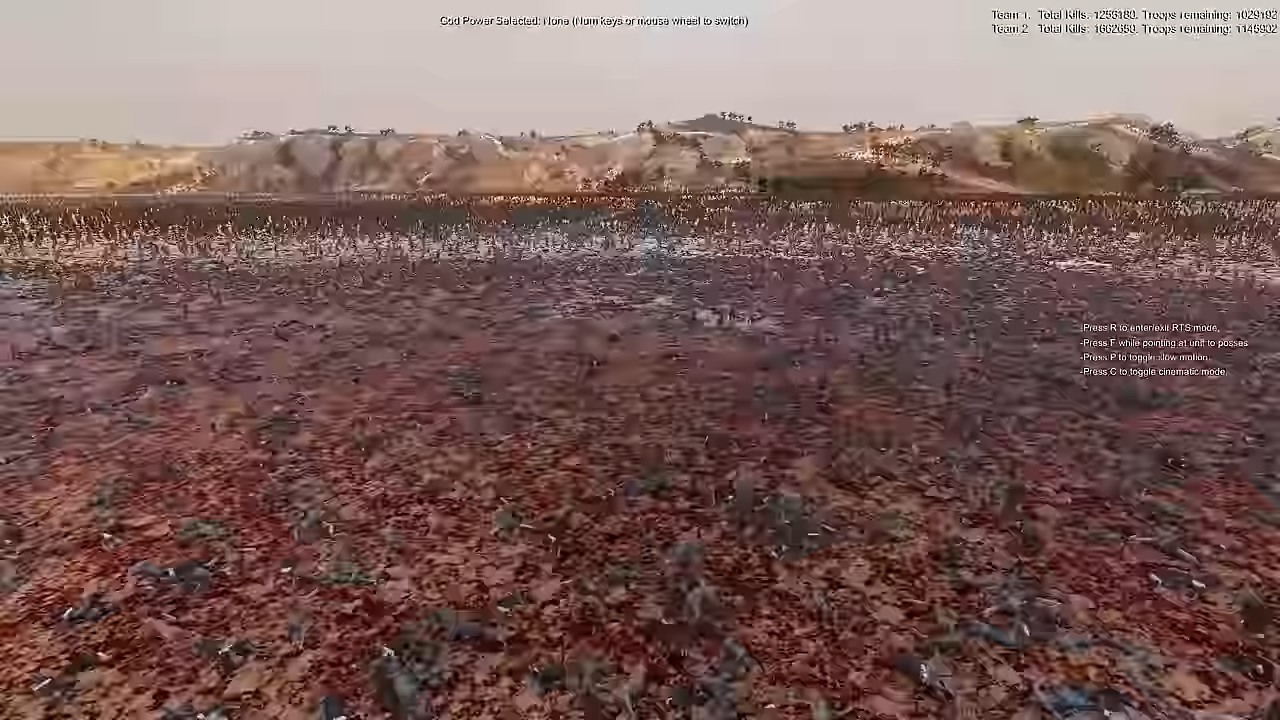 God Power Selected: None (Num keys or mouse wheel to switch)
Team 1. Total Kills: 1256180. Troops remaining: 1029192
Team 2. Total Kills: 1662650. Troops remaining: 1145902
-Press R to enter/exit RTS mode.
-Press F while pointing at unit to posses
-Press P to toggle slow motion.
-Press C to toggle cinematic mode.